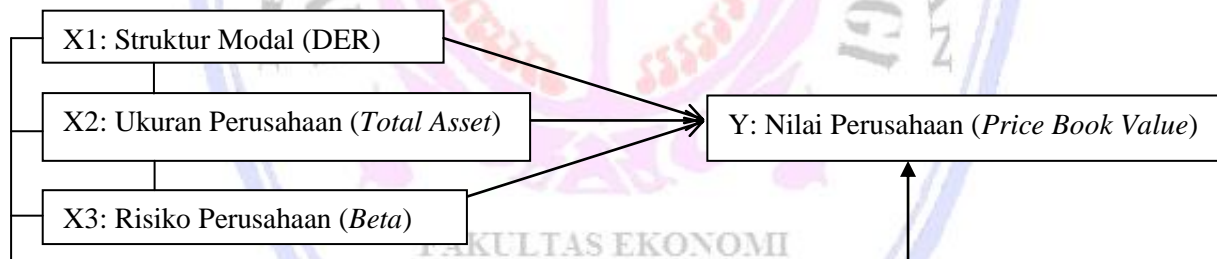 X1: Struktur Modal (DER)
X2: Ukuran Perusahaan (Total Asset)
Y: Nilai Perusahaan (Price Book Value)
X3: Risiko Perusahaan (Beta)
FAKULTAS EKONOMI